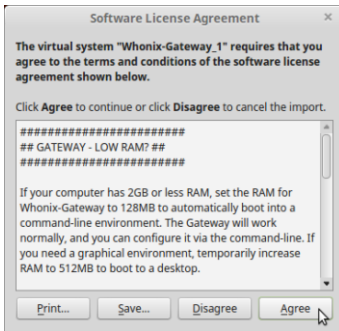 Software License Agreement
The virtual system "Whonix-Gateway_1" requires that you
agree to the terms and conditions of the software license
agreement shown below.
Click Agree to continue or click Disagree to cancel the import.
########################
## GATEWAY - LOW RAM? ##
########################
If your computer has 2GB or less RAM, set the RAM for
Whonix-Gateway to 128MB to automatically boot into a
command-line environment. The Gateway will work
normally, and you can configure it via the command-line. If
you need a graphical environment, temporarily increase
RAM to 512MB to boot to a desktop.
Print... Save... Disagree Agree